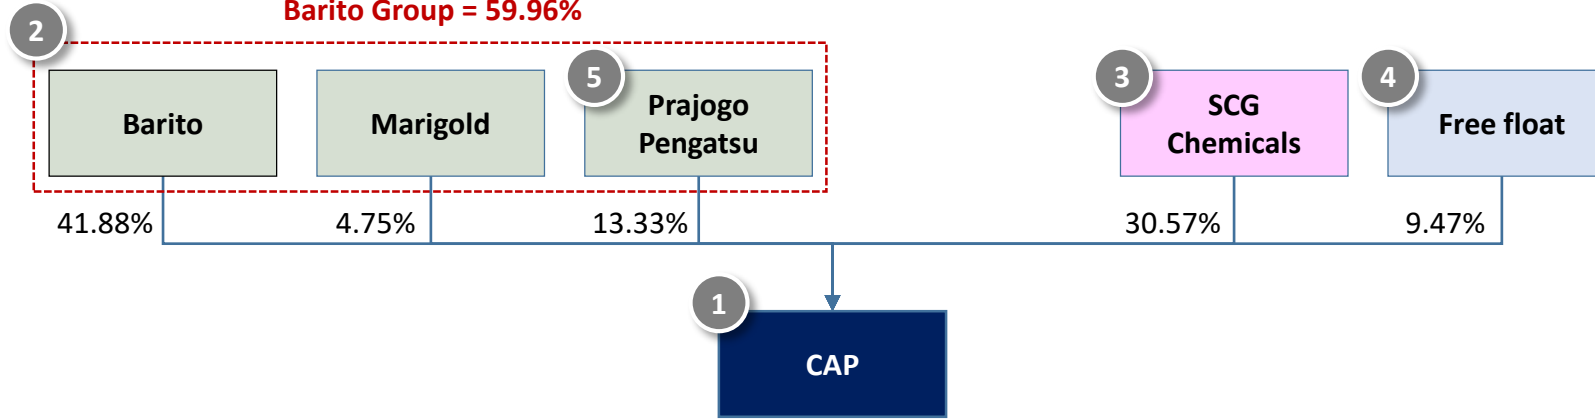 Barito Group = 59.96%
2
5
3
4
Barito
Marigold
Prajogo
Pengatsu
SCG
Chemicals
Free float
41.88%
4.75%
13.33%
30.57%
9.47%
1
CAP